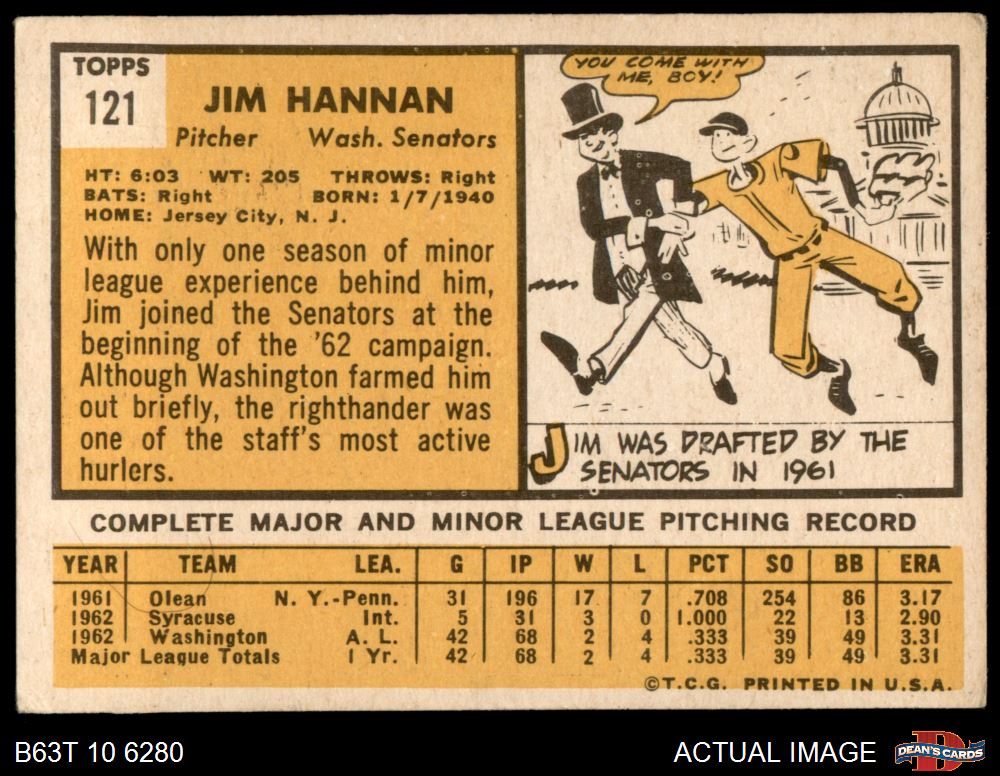 TOPPS
121
JIM HANNAN
Pitcher Wash. Senators
HT: 6:03 WT: 205 THROWS: Right
BATS: Right BORN: 1/7/1940
HOME: Jersey City, N. J.
With only one season of minor
league experience behind him,
Jim joined the Senators at the
beginning of the '62 campaign.
Although Washington farmed him
out briefly, the righthander was
one of the staff's most active
hurlers.
YOU COME WITH
ME, BOY!
JIM WAS DRAFTED BY THE
SENATORS IN 1961
COMPLETE MAJOR AND MINOR LEAGUE PITCHING RECORD
YEAR TEAM LEA. G IP W L PCT SO BB ERA
1961 Olean N. Y.-Penn. 31 196 17 7 .708 254 86 3.17
1962 Syracuse Int. 5 31 3 0 1.000 22 13 2.90
1962 Washington A. L. 42 68 2 4 .333 39 49 3.31
Major League Totals 1 Yr. 42 68 2 4 .333 39 49 3.31
©T.C.G. PRINTED IN U.S.A.
B63T 10 6280 ACTUAL IMAGE DEAN'S CARDS